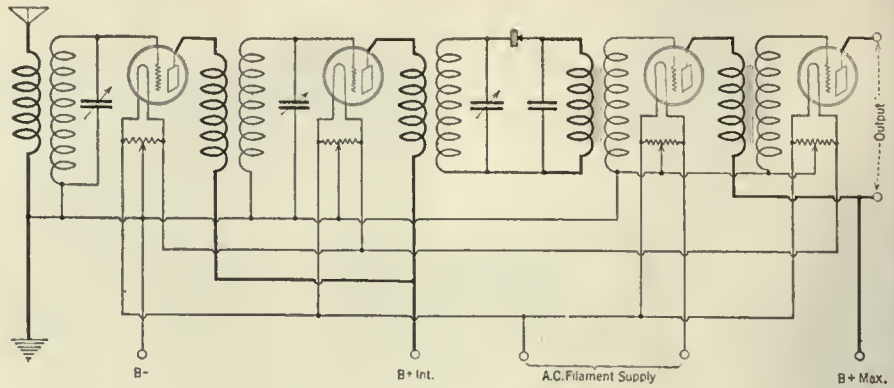 Output
B-
B+ Int.
A.C. Filament Supply
B+ Max.